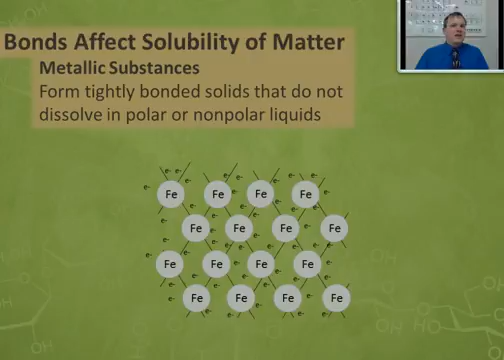 Bonds Affect Solubility of Matter
Metallic Substances
Form tightly bonded solids that do not
dissolve in polar or nonpolar liquids
Fe Fe Fe Fe
Fe Fe Fe Fe
Fe Fe Fe Fe
Fe Fe Fe Fe